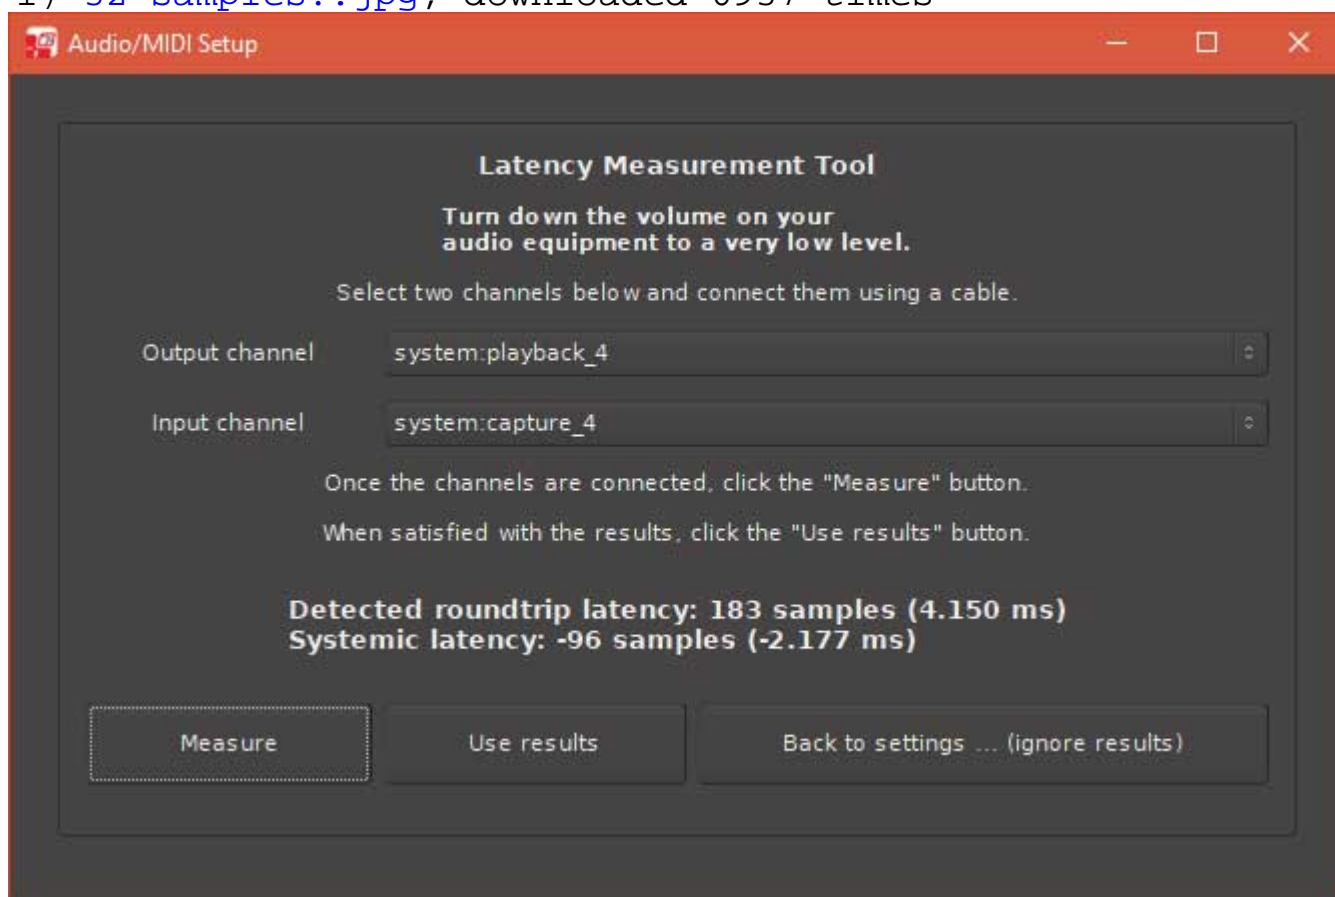 Audio/MIDI Setup
Latency Measurement Tool
Turn down the volume on your
audio equipment to a very low level.
Select two channels below and connect them using a cable.
Output channel system:playback_4
Input channel system:capture_4
Once the channels are connected, click the "Measure" button.
When satisfied with the results, click the "Use results" button.
Detected roundtrip latency: 183 samples (4.150 ms)
Systemic latency: -96 samples (-2.177 ms)
Measure Use results Back to settings ... (ignore results)